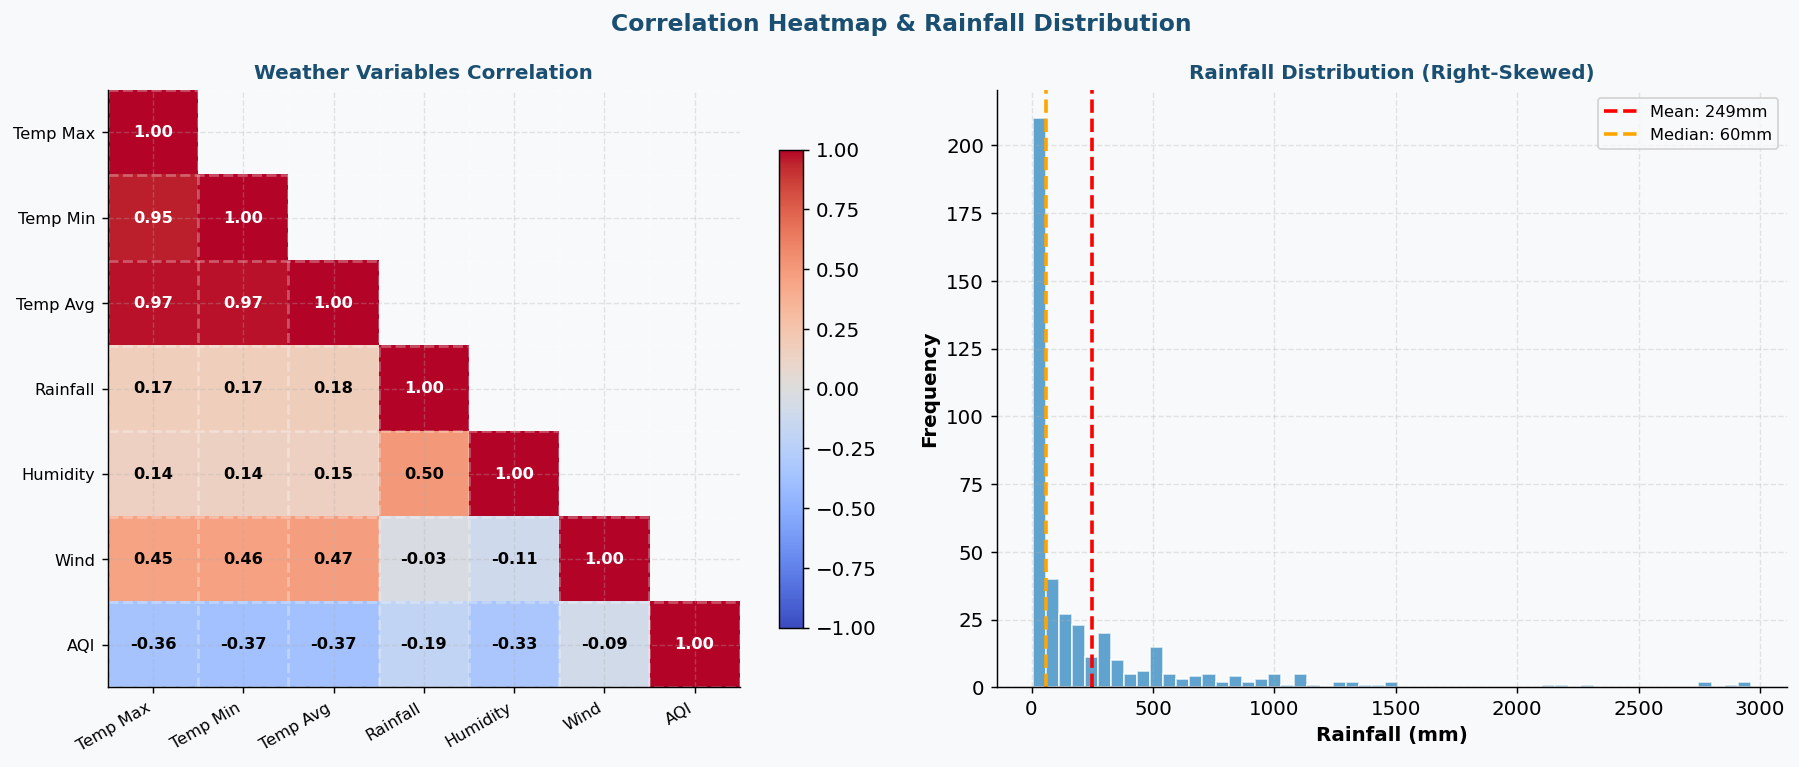 Correlation Heatmap & Rainfall Distribution
Weather Variables Correlation
Temp Max 1.00
Temp Min 0.95 1.00
Temp Avg 0.97 0.97 1.00
Rainfall 0.17 0.17 0.18 1.00
Humidity 0.14 0.14 0.15 0.50 1.00
Wind 0.45 0.46 0.47 -0.03 -0.11 1.00
AQI -0.36 -0.37 -0.37 -0.19 -0.33 -0.09 1.00
Temp Max Temp Min Temp Avg Rainfall Humidity Wind AQI
1.00
0.75
0.50
0.25
0.00
−0.25
−0.50
−0.75
−1.00
Rainfall Distribution (Right-Skewed)
Mean: 249mm
Median: 60mm
Frequency
200
175
150
125
100
75
50
25
0
0 500 1000 1500 2000 2500 3000
Rainfall (mm)